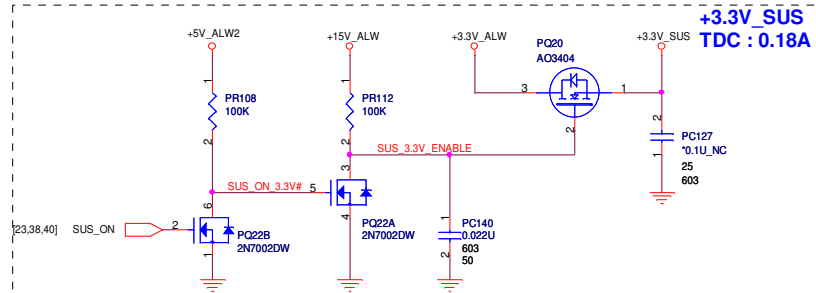 +3.3V_SUS
TDC : 0.18A
+5V_ALW2
+15V_ALW
+3.3V_ALW
PQ20
AO3404
+3.3V_SUS
1
PR108
100K
2
1
PR112
100K
2
3
1
2
2
1
PC127
*0.1U_NC
25
603
SUS_3.3V_ENABLE
SUS_ON_3.3V#
5
3
4
PQ22A
2N7002DW
1
2
PC140
0.022U
603
50
[23,38,40]
SUS_ON
2
6
1
PQ22B
2N7002DW